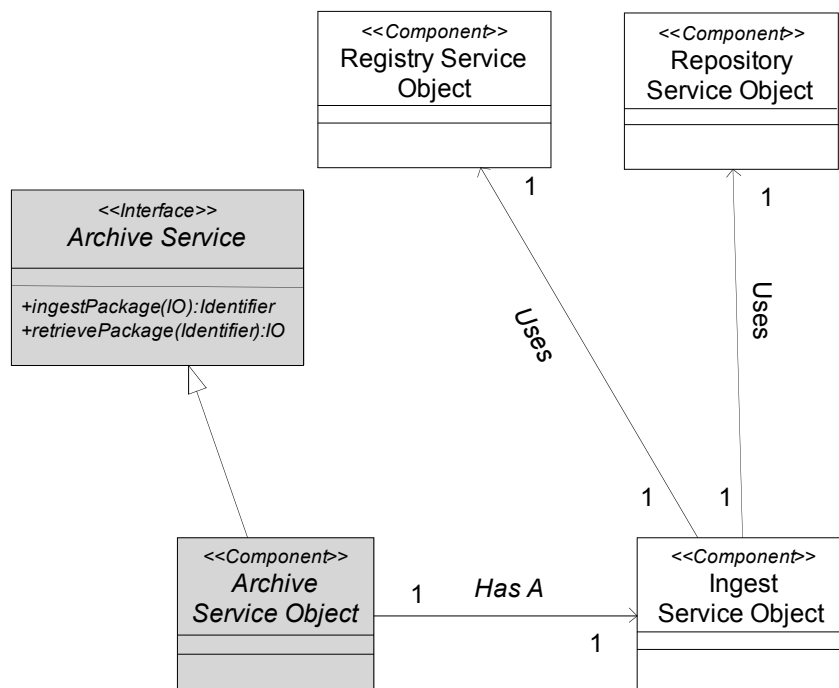 <<Component>>
Registry Service
Object
<<Component>>
Repository
Service Object
1
1
<<Interface>>
Archive Service
+ingestPackage(IO):Identifier
+retrievePackage(Identifier):IO
Uses
Uses
1
1
<<Component>>
Archive
Service Object
1
Has A
1
<<Component>>
Ingest
Service Object